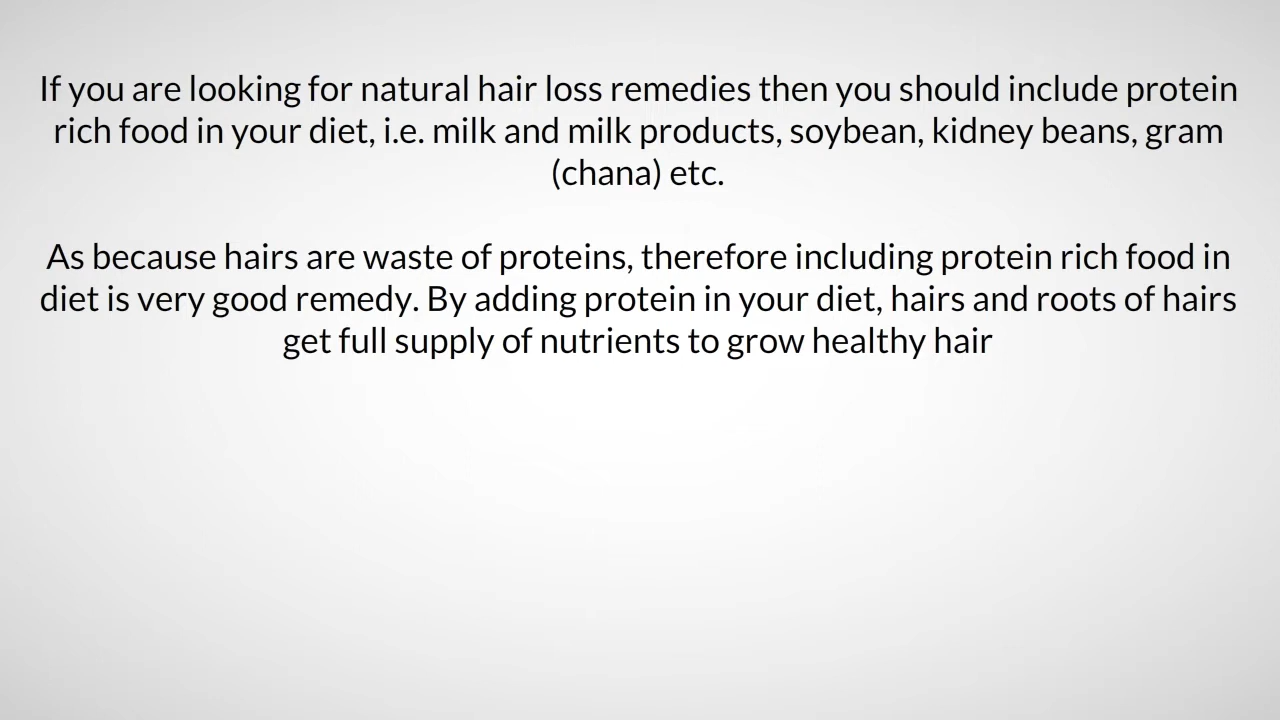 If you are looking for natural hair loss remedies then you should include protein
rich food in your diet, i.e. milk and milk products, soybean, kidney beans, gram
(chana) etc.
As because hairs are waste of proteins, therefore including protein rich food in
diet is very good remedy. By adding protein in your diet, hairs and roots of hairs
get full supply of nutrients to grow healthy hair